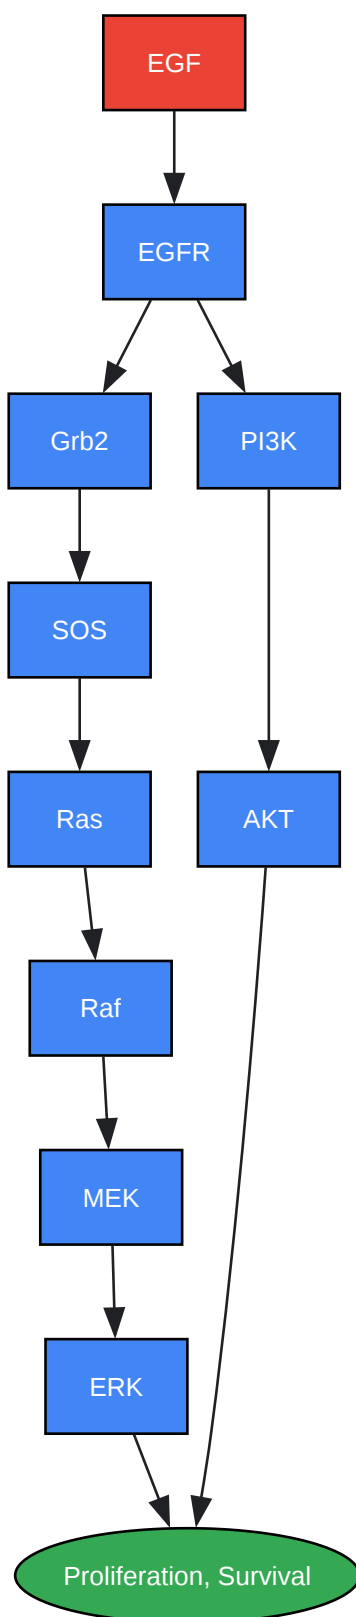 EGF
EGFR
Grb2
PI3K
SOS
Ras
AKT
Raf
MEK
ERK
Proliferation, Survival